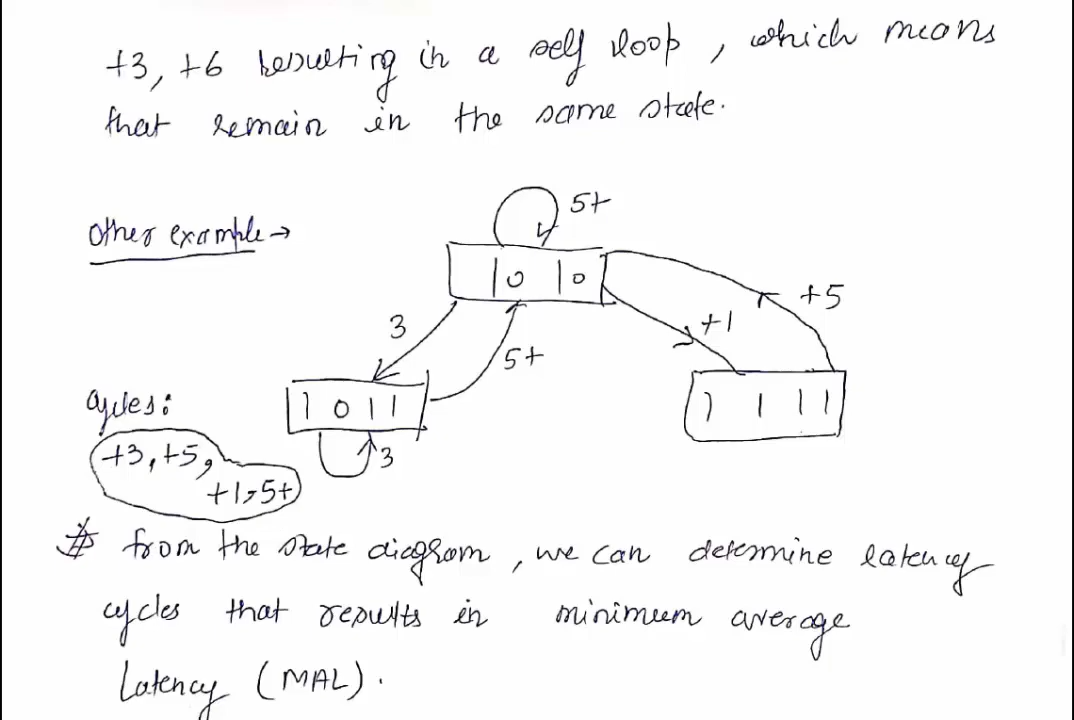 +3, +6 resulting in a self loop, which means
that remain in the same state.
Other example →
5+
1 0 1 0
+5
+1
3
5+
1 0 1 1
1 1 1 1
3
Cycles:
+3, +5,
+1, 5+
# from the state diagram, we can determine latency
cycles that results in minimum average
Latency (MAL).